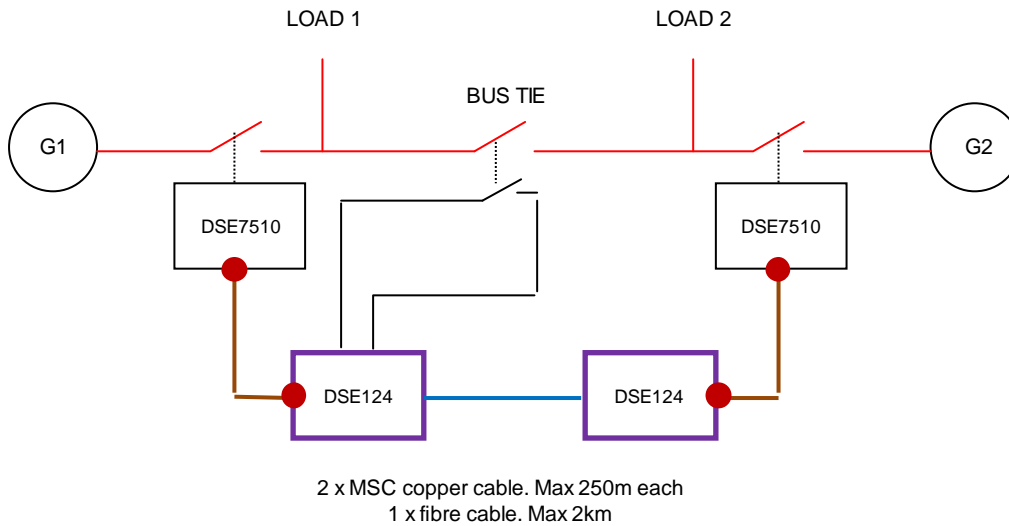 LOAD 1
LOAD 2
BUS TIE
G1
G2
DSE7510
DSE7510
DSE124
DSE124
2 x MSC copper cable. Max 250m each
1 x fibre cable. Max 2km